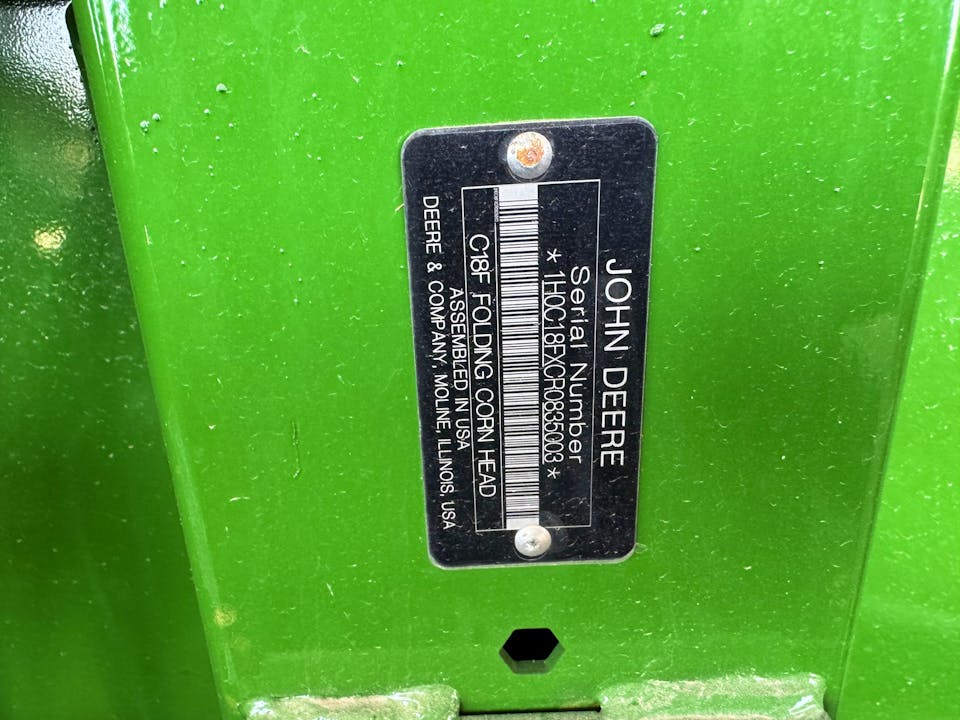 JOHN DEERE
Serial Number
*1H0C18FXCR0835003*
C18F FOLDING CORN HEAD
ASSEMBLED IN USA
DEERE & COMPANY, MOLINE, ILLINOIS, USA